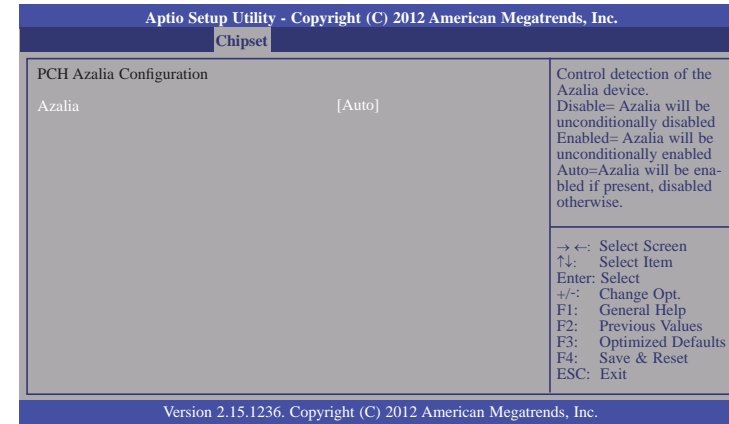 Aptio Setup Utility - Copyright (C) 2012 American Megatrends, Inc.
Chipset
PCH Azalia Configuration
Azalia [Auto]
Control detection of the
Azalia device.
Disable= Azalia will be
unconditionally disabled
Enabled= Azalia will be
unconditionally enabled
Auto=Azalia will be ena-
bled if present, disabled
otherwise.
→ ←: Select Screen
↑↓: Select Item
Enter: Select
+/-: Change Opt.
F1: General Help
F2: Previous Values
F3: Optimized Defaults
F4: Save & Reset
ESC: Exit
Version 2.15.1236. Copyright (C) 2012 American Megatrends, Inc.